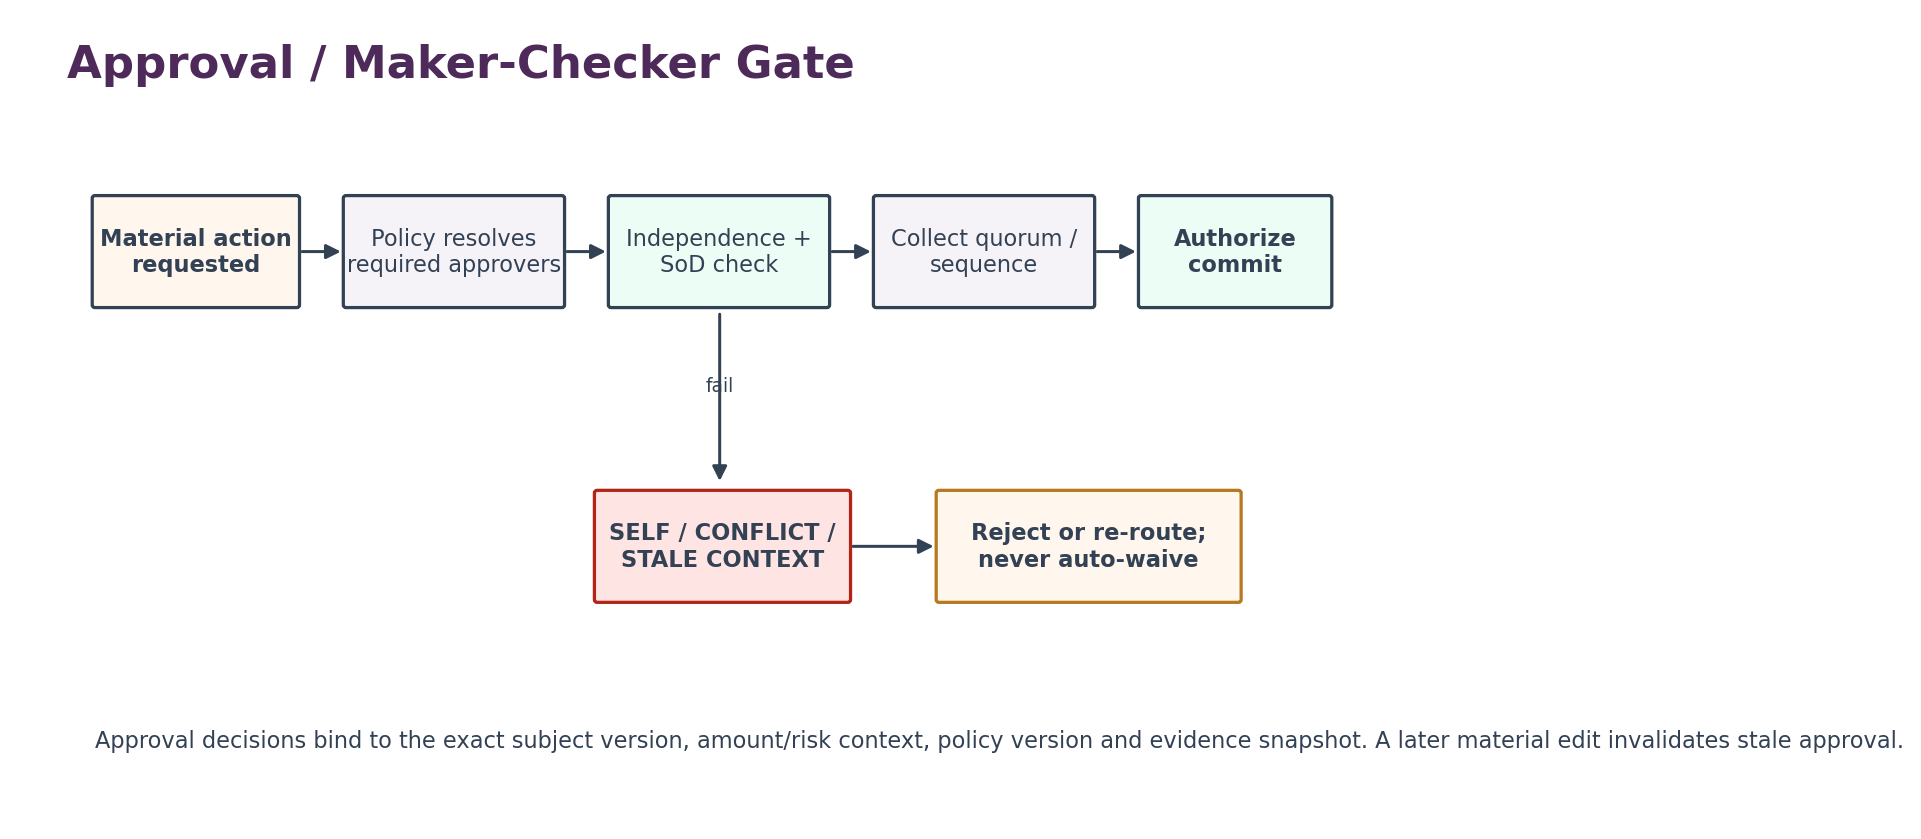 Approval / Maker-Checker Gate
Material action
requested
Policy resolves
required approvers
Independence +
SoD check
Collect quorum /
sequence
Authorize
commit
fail
SELF / CONFLICT /
STALE CONTEXT
Reject or re-route;
never auto-waive
Approval decisions bind to the exact subject version, amount/risk context, policy version and evidence snapshot. A later material edit invalidates stale approval.